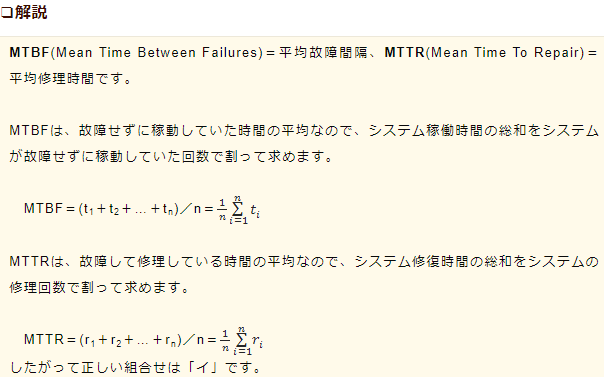 ❏解説
MTBF(Mean Time Between Failures)＝平均故障間隔、MTTR(Mean Time To Repair)＝
平均修理時間です。
MTBFは、故障せずに稼動していた時間の平均なので、システム稼働時間の総和をシステム
が故障せずに稼動していた回数で割って求めます。
MTBF＝(t₁＋t₂＋…＋tₙ)／n＝\frac{1}{n}\sum_{i=1}^{n} t_i
MTTRは、故障して修理している時間の平均なので、システム修復時間の総和をシステムの
修理回数で割って求めます。
MTTR＝(r₁＋r₂＋…＋rₙ)／n＝\frac{1}{n}\sum_{i=1}^{n} r_i
したがって正しい組合せは「イ」です。